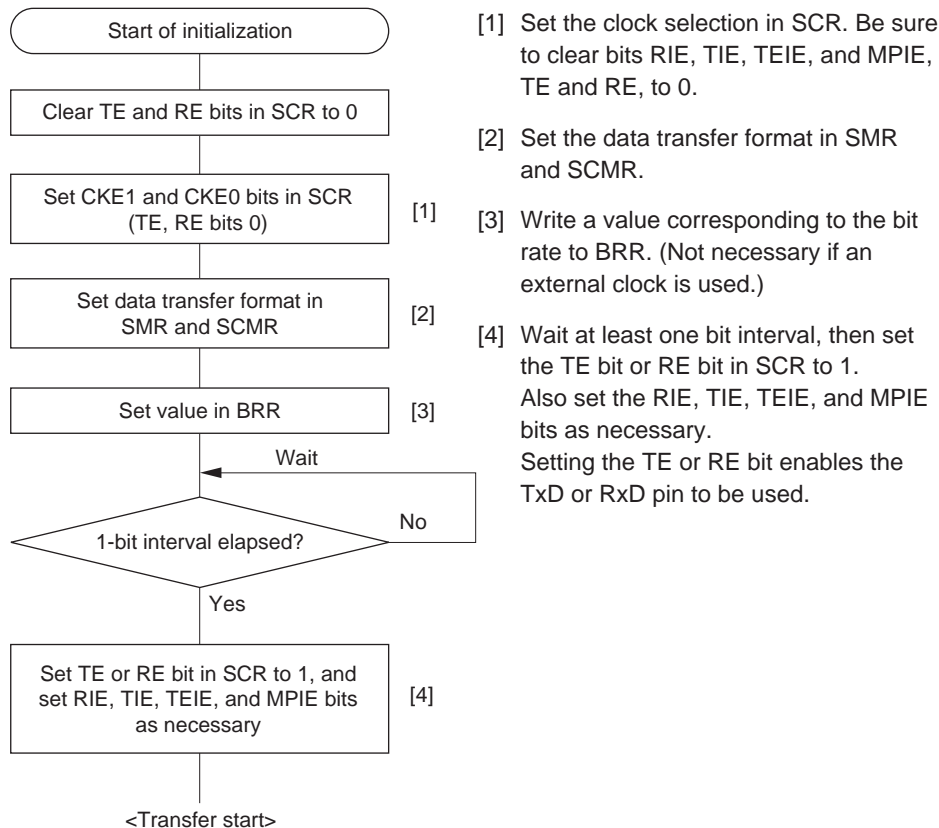 Start of initialization
Clear TE and RE bits in SCR to 0
Set CKE1 and CKE0 bits in SCR
(TE, RE bits 0)
[1]
Set data transfer format in
SMR and SCMR
[2]
Set value in BRR
[3]
Wait
No
1-bit interval elapsed?
Yes
Set TE or RE bit in SCR to 1, and
set RIE, TIE, TEIE, and MPIE bits
as necessary
[4]
<Transfer start>
[1] Set the clock selection in SCR. Be sure
to clear bits RIE, TIE, TEIE, and MPIE,
TE and RE, to 0.
[2] Set the data transfer format in SMR
and SCMR.
[3] Write a value corresponding to the bit
rate to BRR. (Not necessary if an
external clock is used.)
[4] Wait at least one bit interval, then set
the TE bit or RE bit in SCR to 1.
Also set the RIE, TIE, TEIE, and MPIE
bits as necessary.
Setting the TE or RE bit enables the
TxD or RxD pin to be used.